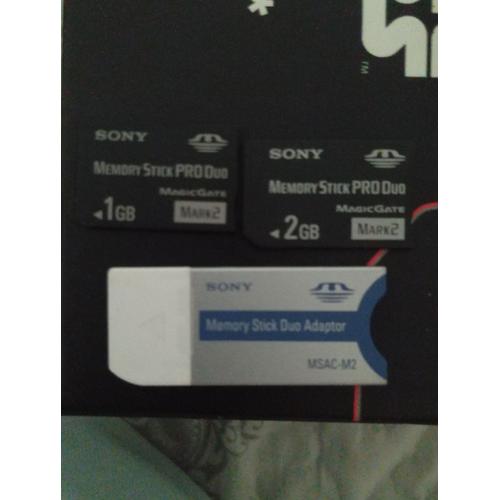 *
TM
SONY
MEMORY STICK PRO DUO
MAGICGATE
1GB
MARK2
SONY
MEMORY STICK PRO DUO
MAGICGATE
2GB
MARK2
SONY
Memory Stick Duo Adaptor
MSAC-M2